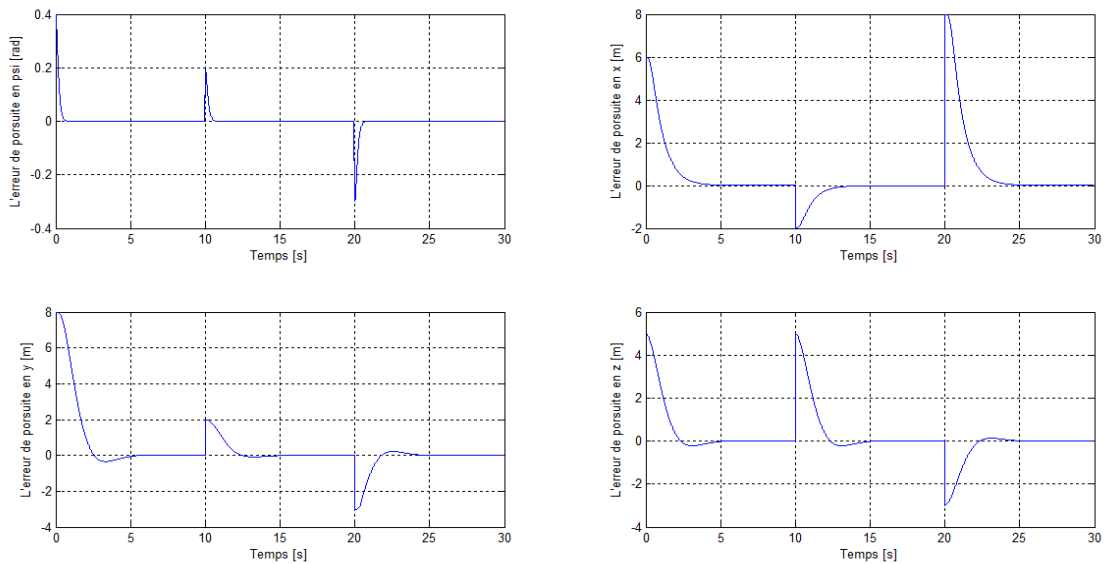 0.4
0.2
0
-0.2
-0.4
L'erreur de porsuite en psi [rad]
0 5 10 15 20 25 30
Temps [s]
8
6
4
2
0
-2
L'erreur de porsuite en x [m]
0 5 10 15 20 25 30
Temps [s]
8
6
4
2
0
-2
-4
L'erreur de porsuite en y [m]
0 5 10 15 20 25 30
Temps [s]
6
4
2
0
-2
-4
L'erreur de porsuite en z [m]
0 5 10 15 20 25 30
Temps [s]